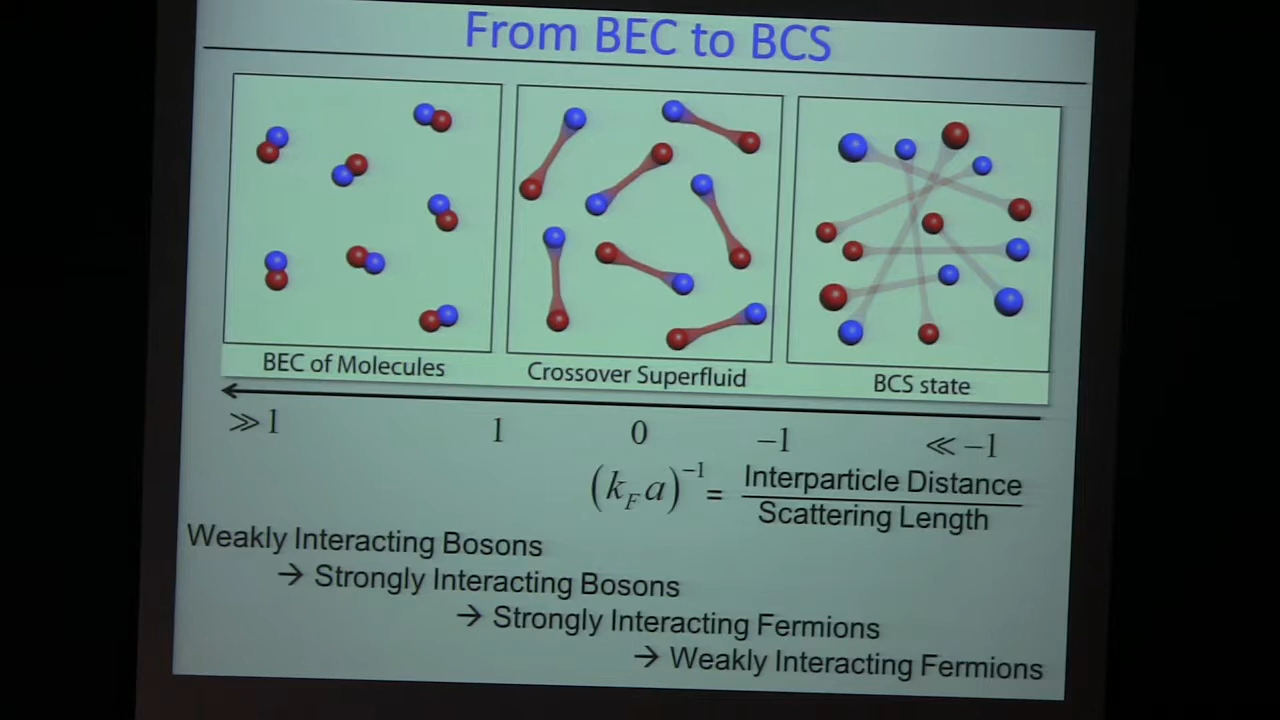 From BEC to BCS
BEC of Molecules
Crossover Superfluid
BCS state
≫1 1 0 −1 ≪ −1
(k_F a)^−1 = Interparticle Distance
Scattering Length
Weakly Interacting Bosons
→ Strongly Interacting Bosons
→ Strongly Interacting Fermions
→ Weakly Interacting Fermions